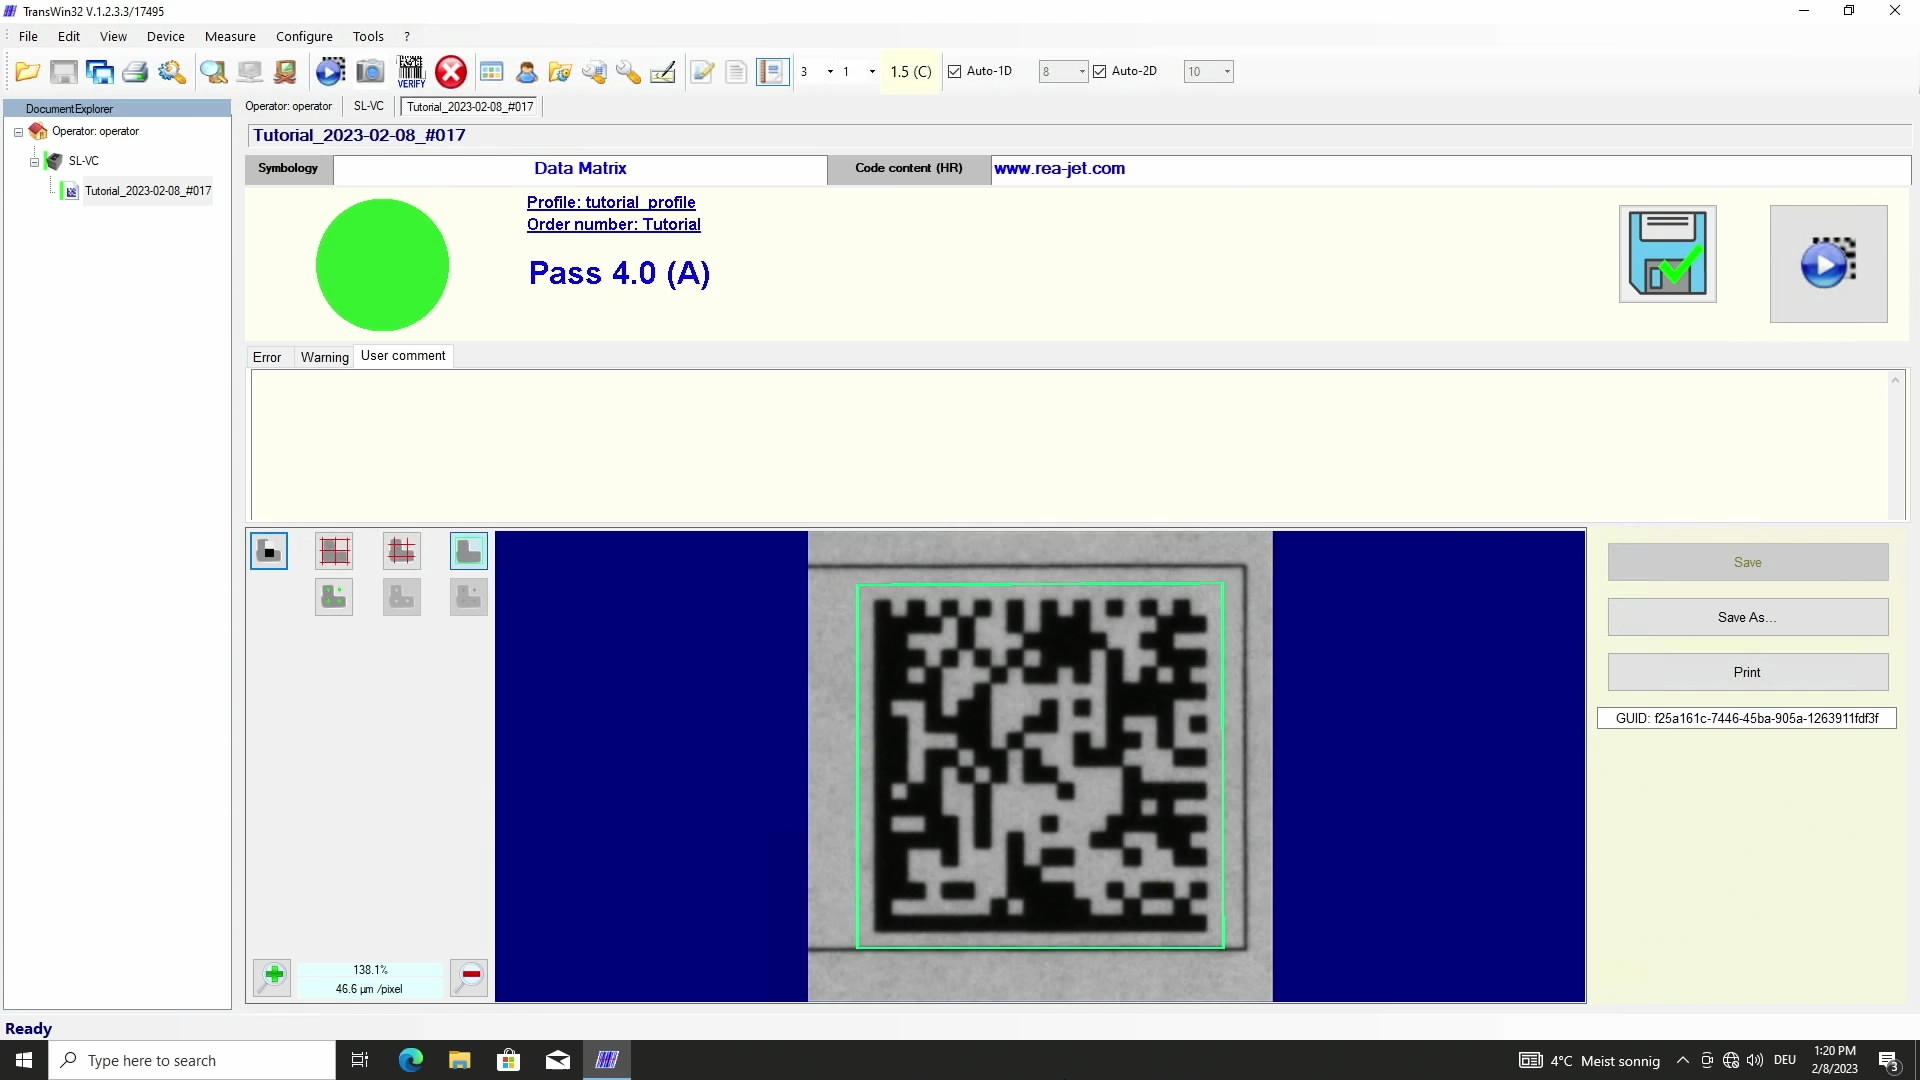 TransWin32 V.1.2.3.3/17495
File Edit View Device Measure Configure Tools ?
VERIFY 3 1 1.5 (C) Auto-1D 8 Auto-2D 10
DocumentExplorer
Operator: operator
SL-VC
Tutorial_2023-02-08_#017
Operator: operator SL-VC Tutorial_2023-02-08_#017
Tutorial_2023-02-08_#017
Symbology Data Matrix Code content (HR) www.rea-jet.com
Profile: tutorial_profile
Order number: Tutorial
Pass 4.0 (A)
Error Warning User comment
138.1%
46.6 µm /pixel
Save
Save As...
Print
GUID: f25a161c-7446-45ba-905a-1263911fdf3f
Ready
Type here to search
4°C Meist sonnig DEU
1:20 PM
2/8/2023
3